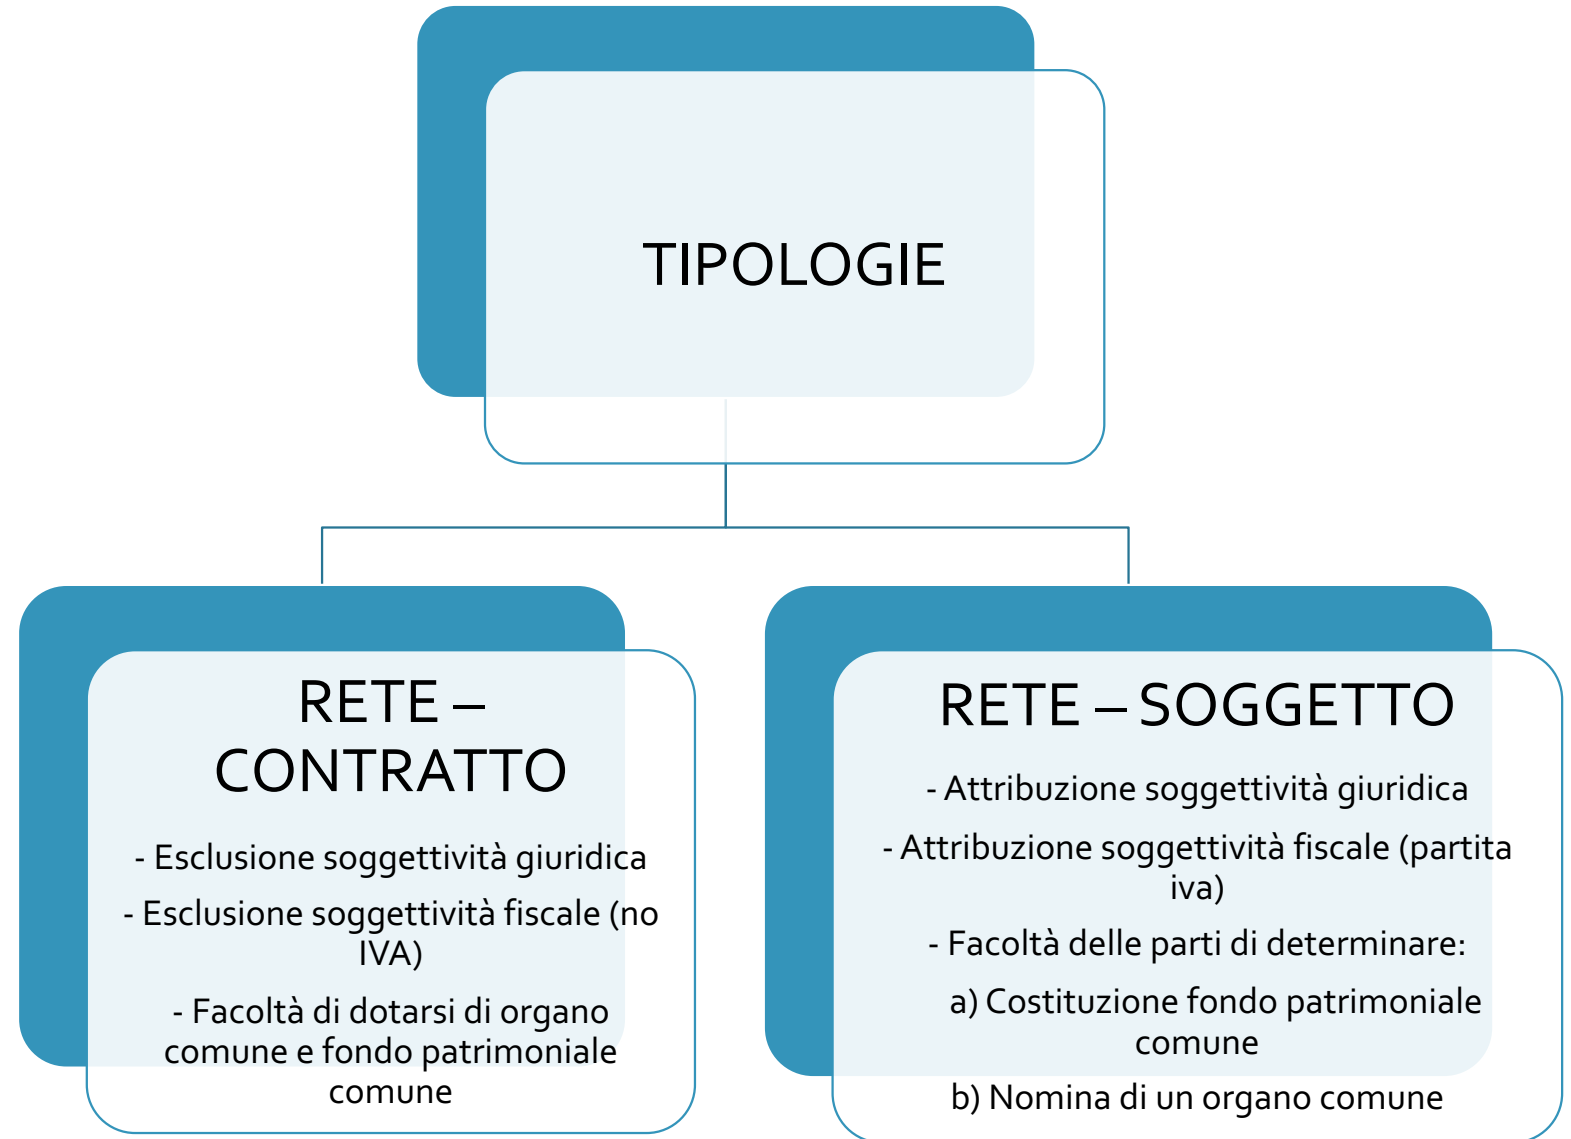 TIPOLOGIE
RETE –
CONTRATTO
- Esclusione soggettività giuridica
- Esclusione soggettività fiscale (no
IVA)
- Facoltà di dotarsi di organo
comune e fondo patrimoniale
comune
RETE – SOGGETTO
- Attribuzione soggettività giuridica
- Attribuzione soggettività fiscale (partita
iva)
- Facoltà delle parti di determinare:
a) Costituzione fondo patrimoniale
comune
b) Nomina di un organo comune